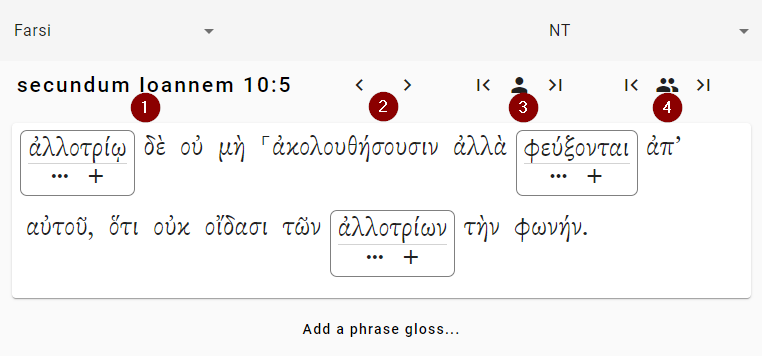 Farsi NT
secundum Ioannem 10:5
1 2 3 4
ἀλλοτρίῳ δὲ οὐ μὴ ⸀ἀκολουθήσουσιν ἀλλὰ φεύξονται ἀπ’
... + ... +
αὐτοῦ, ὅτι οὐκ οἴδασι τῶν ἀλλοτρίων τὴν φωνήν.
... +
Add a phrase gloss...